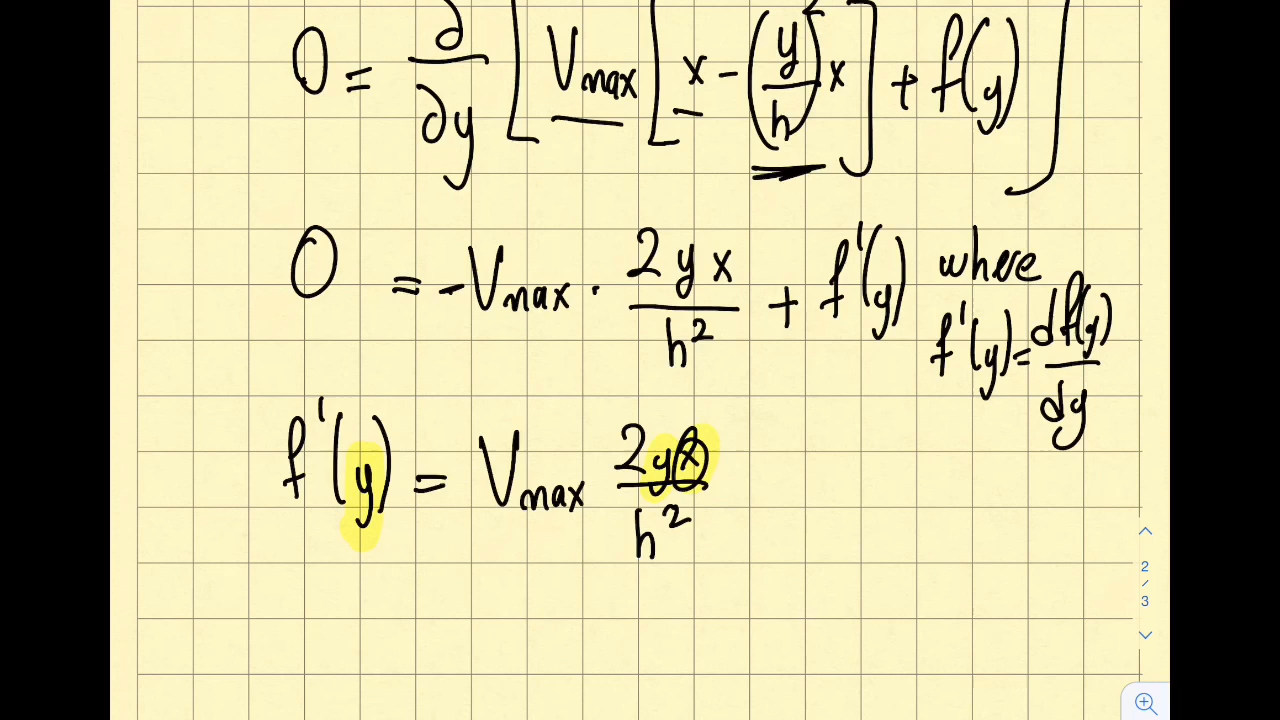 0 = ∂/∂y [ Vmax [ x - (y/h)² x ] + f(y) ]
0 = - Vmax · 2yx/h² + f'(y) where
f'(y) = df(y)/dy
f'(y) = Vmax 2yx/h²
2
/
3